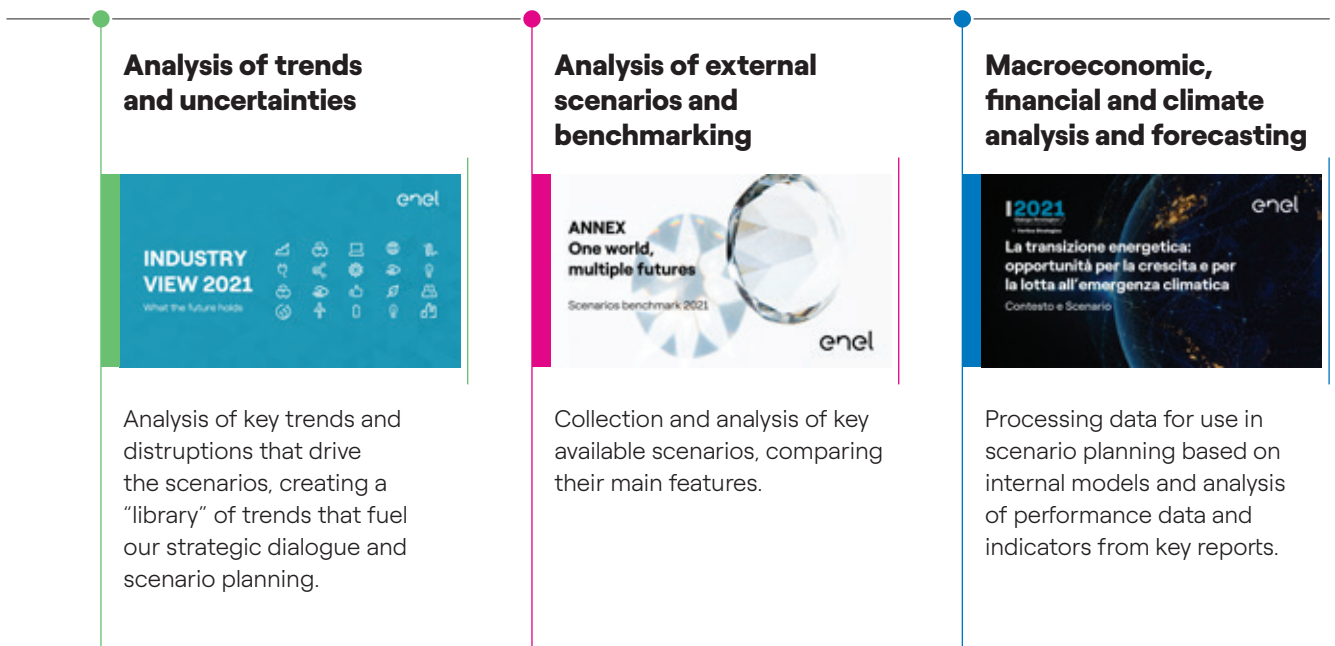 Analysis of trends
and uncertainties
enel
INDUSTRY
VIEW 2021
What the future holds
Analysis of key trends and
distruptions that drive
the scenarios, creating a
“library” of trends that fuel
our strategic dialogue and
scenario planning.
Analysis of external
scenarios and
benchmarking
ANNEX
One world,
multiple futures
Scenarios benchmark 2021
enel
Collection and analysis of key
available scenarios, comparing
their main features.
Macroeconomic,
financial and climate
analysis and forecasting
2021
enel
La transizione energetica:
opportunità per la crescita e per
la lotta all'emergenza climatica
Contesto e Scenario
Processing data for use in
scenario planning based on
internal models and analysis
of performance data and
indicators from key reports.